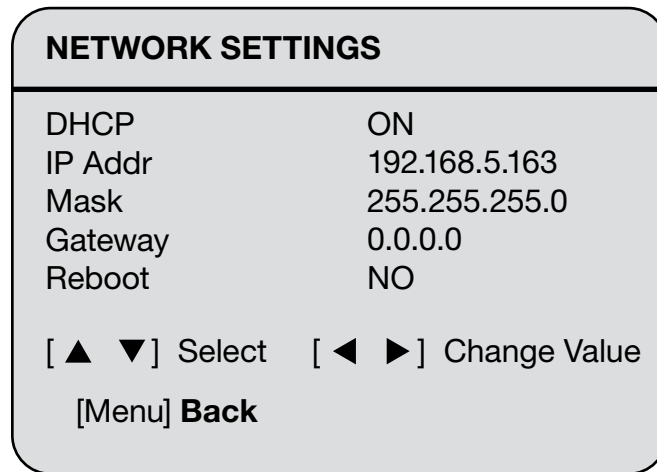 NETWORK SETTINGS
DHCP ON
IP Addr 192.168.5.163
Mask 255.255.255.0
Gateway 0.0.0.0
Reboot NO
[ ▲ ▼ ] Select [ ◀ ▶ ] Change Value
[Menu] Back